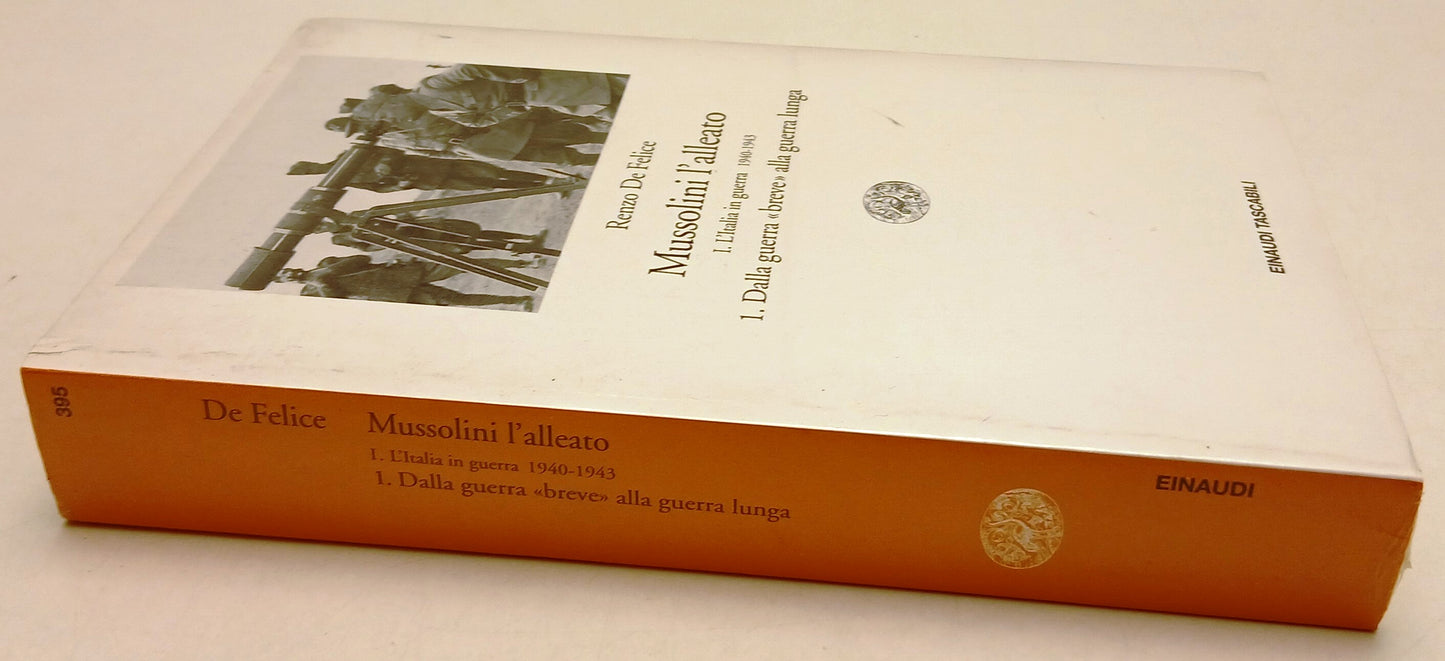 Renzo De Felice
Mussolini l'alleato
I. L'Italia in guerra 1940-1943
1. Dalla guerra «breve» alla guerra lunga
EINAUDI TASCABILI
395
De Felice Mussolini l'alleato
I. L'Italia in guerra 1940-1943
1. Dalla guerra «breve» alla guerra lunga
EINAUDI